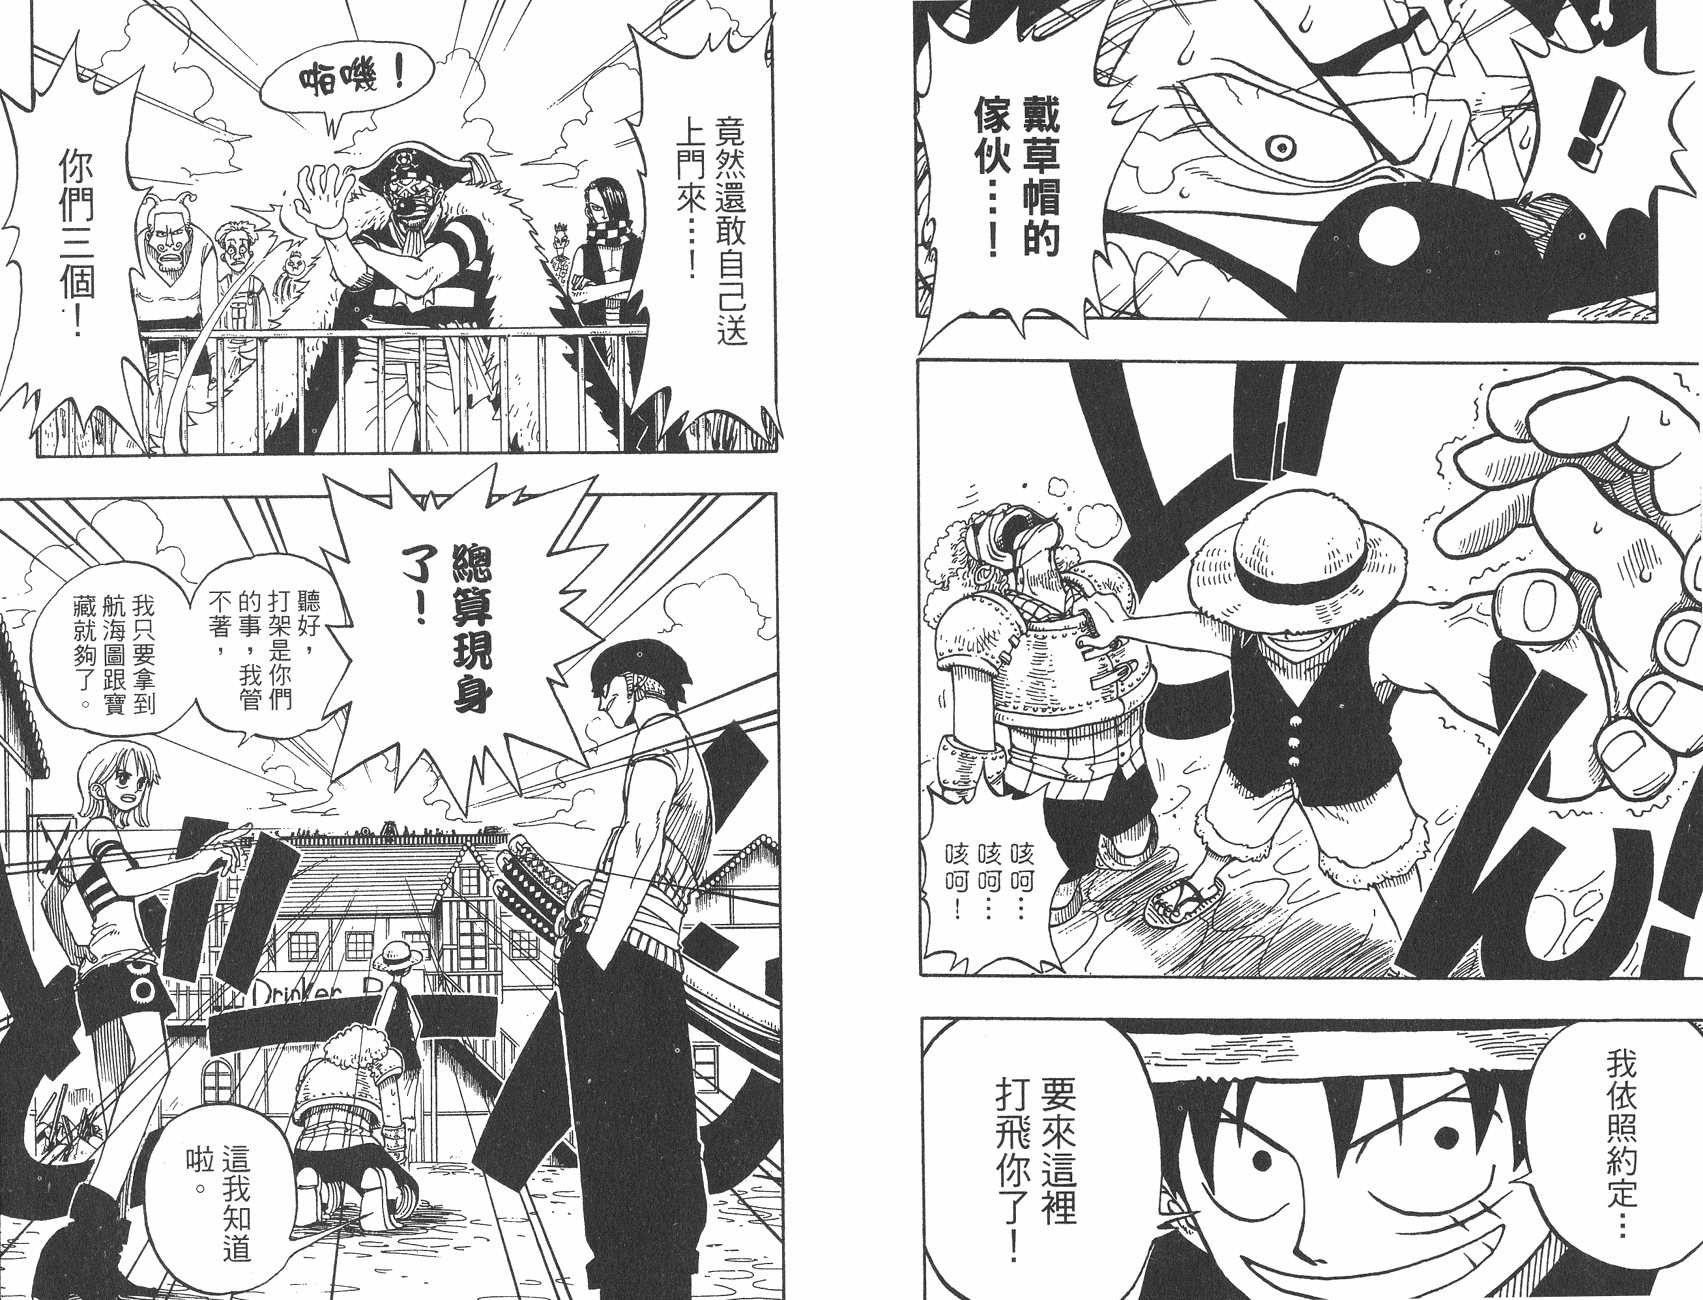 !!
戴草帽的
傢伙…!
咳呵…
咳呵…
咳呵!
我依照約定…
要來這裡
打飛你了!
竟然還敢自己送
上門來…!
啪嘰!
你們三個!
總算現身
了!
聽好,
打架是你們
的事,我管
不著,
我只要拿到
航海圖跟寶
藏就夠了。
Drinker P
這我知道
啦。